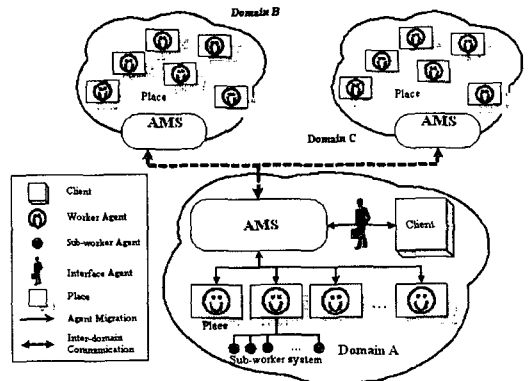 Domain B
Place
AMS
Place
AMS
Domain C
Client
Worker Agent
Sub-worker Agent
Interface Agent
Place
Agent Migration
Inter-domain
Communication
AMS
Client
Place
...
Sub-worker system
...
Domain A